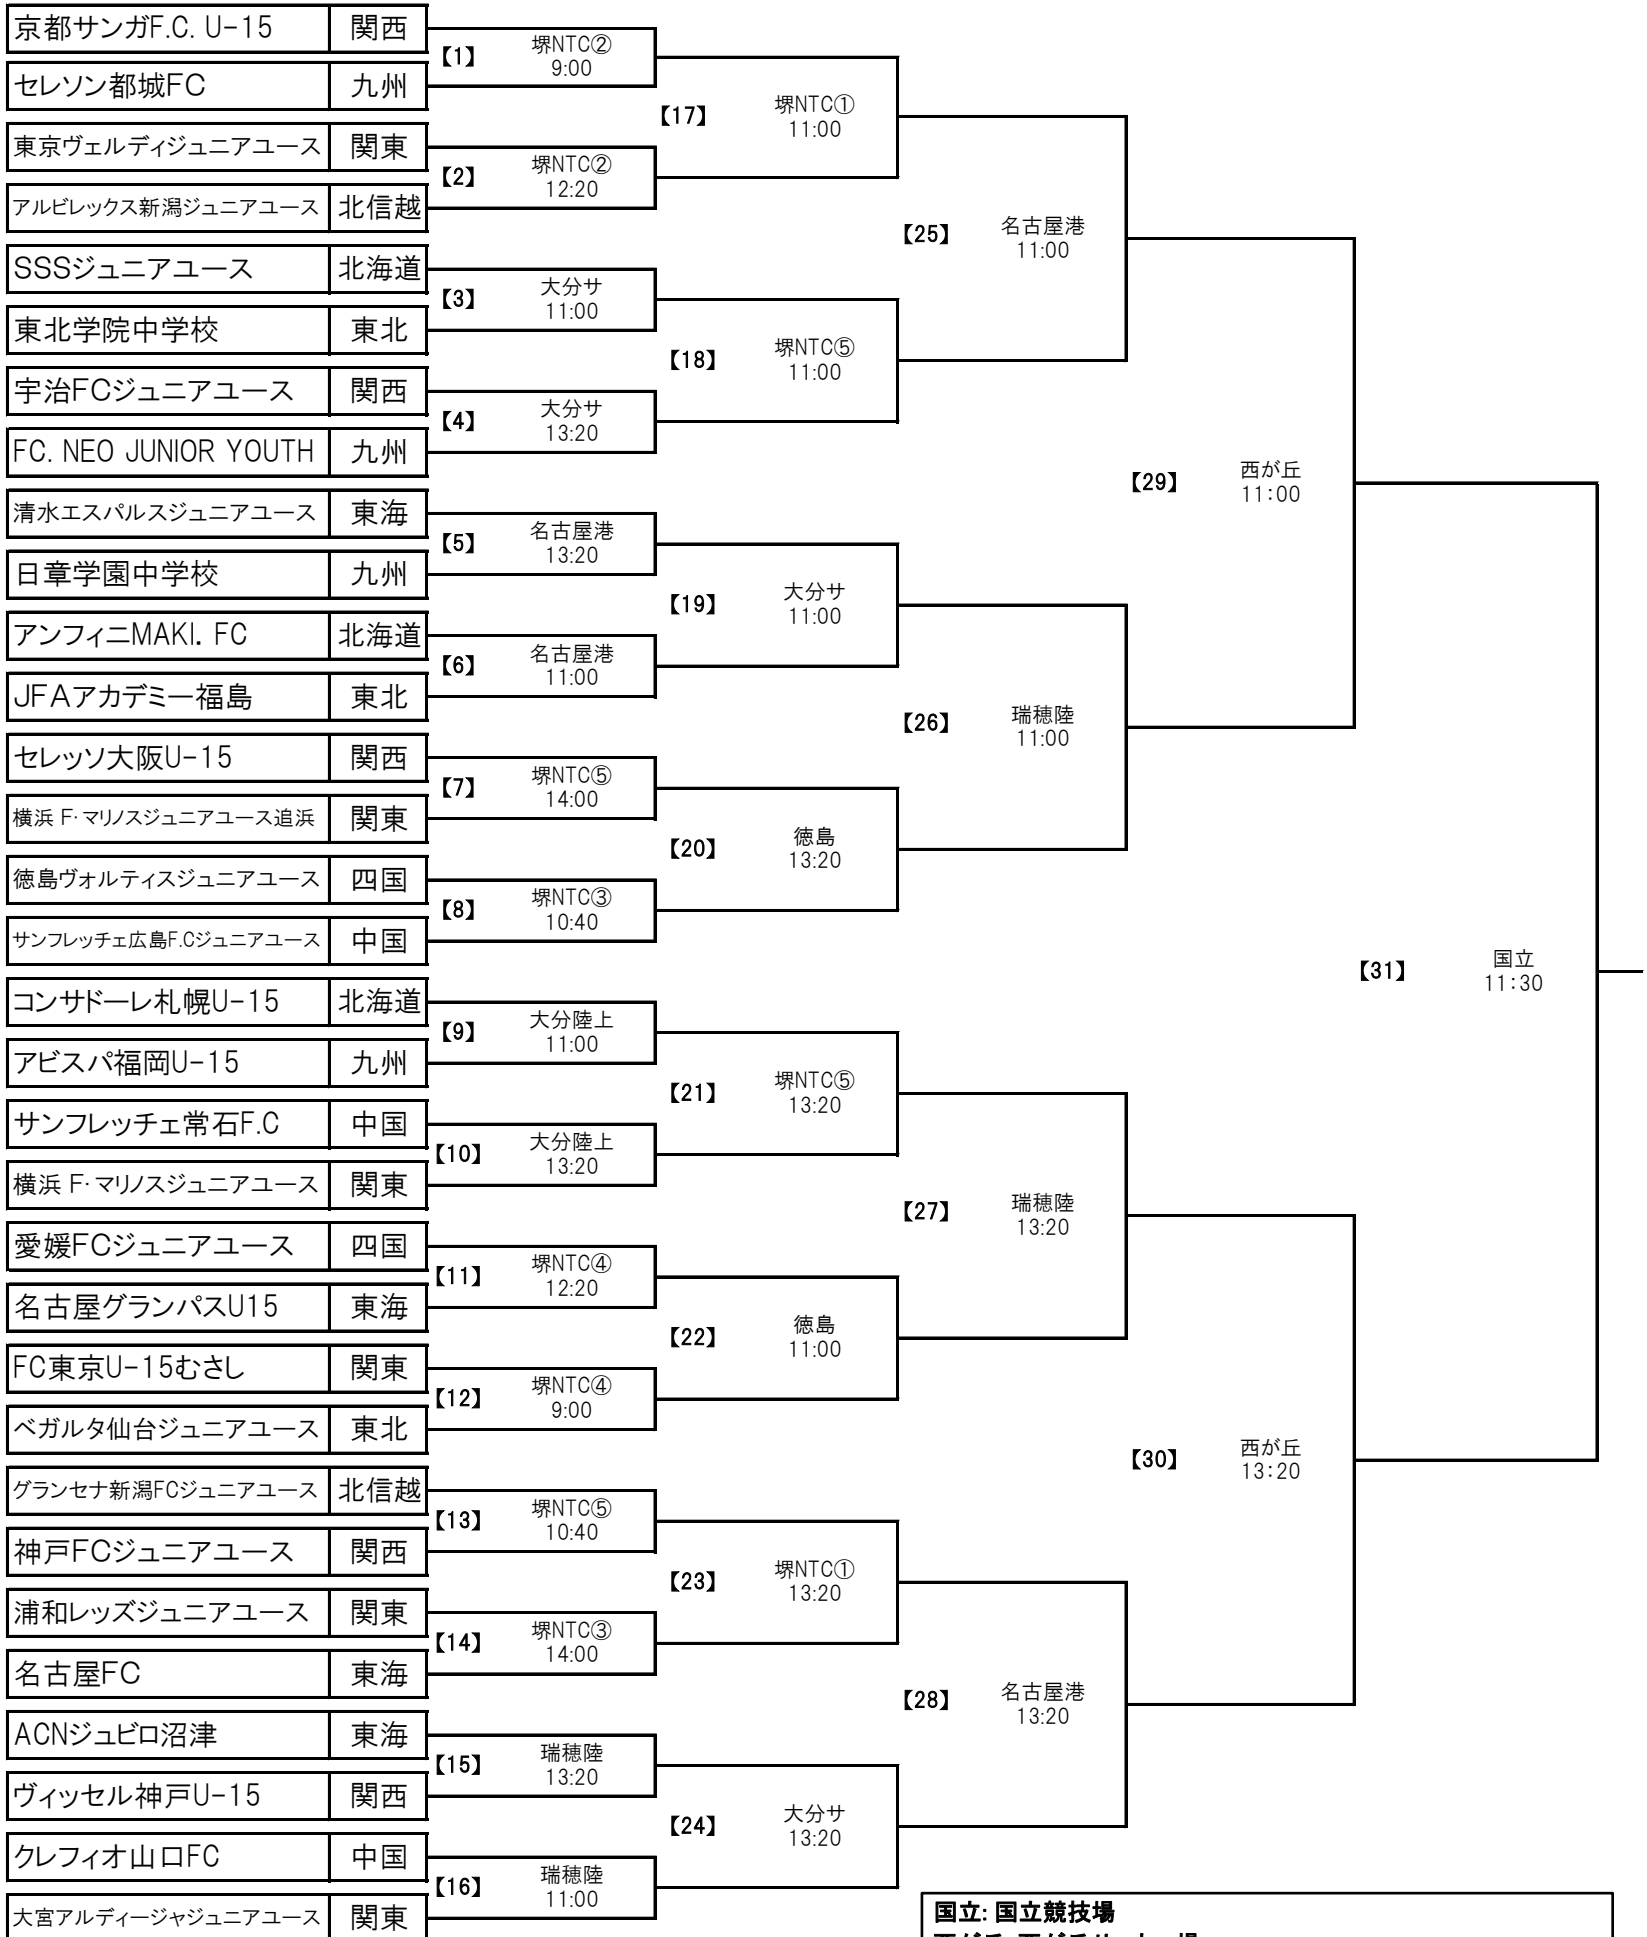 京都サンガF.C. U-15 関西
【1】 堺NTC②
9:00
セレソン都城FC 九州
【17】 堺NTC①
11:00
東京ヴェルディジュニアユース 関東
【2】 堺NTC②
12:20
アルビレックス新潟ジュニアユース 北信越
【25】 名古屋港
11:00
SSSジュニアユース 北海道
【3】 大分サ
11:00
東北学院中学校 東北
【18】 堺NTC⑤
11:00
宇治FCジュニアユース 関西
【4】 大分サ
13:20
FC. NEO JUNIOR YOUTH 九州
【29】 西が丘
11:00
清水エスパルスジュニアユース 東海
【5】 名古屋港
13:20
日章学園中学校 九州
【19】 大分サ
11:00
アンフィニMAKI. FC 北海道
【6】 名古屋港
11:00
JFAアカデミー福島 東北
【26】 瑞穂陸
11:00
セレッソ大阪U-15 関西
【7】 堺NTC⑤
14:00
横浜 F・マリノスジュニアユース追浜 関東
【20】 徳島
13:20
徳島ヴォルティスジュニアユース 四国
【8】 堺NTC③
10:40
サンフレッチェ広島F.Cジュニアユース 中国
【31】 国立
11:30
コンサドーレ札幌U-15 北海道
【9】 大分陸上
11:00
アビスパ福岡U-15 九州
【21】 堺NTC⑤
13:20
サンフレッチェ常石F.C 中国
【10】 大分陸上
13:20
横浜 F・マリノスジュニアユース 関東
【27】 瑞穂陸
13:20
愛媛FCジュニアユース 四国
【11】 堺NTC④
12:20
名古屋グランパスU15 東海
【22】 徳島
11:00
FC東京U-15むさし 関東
【12】 堺NTC④
9:00
ベガルタ仙台ジュニアユース 東北
【30】 西が丘
13:20
グランセナ新潟FCジュニアユース 北信越
【13】 堺NTC⑤
10:40
神戸FCジュニアユース 関西
【23】 堺NTC①
13:20
浦和レッズジュニアユース 関東
【14】 堺NTC③
14:00
名古屋FC 東海
【28】 名古屋港
13:20
ACNジュビロ沼津 東海
【15】 瑞穂陸
13:20
ヴィッセル神戸U-15 関西
【24】 大分サ
13:20
クレフィオ山口FC 中国
【16】 瑞穂陸
11:00
大宮アルディージャジュニアユース 関東
国立: 国立競技場